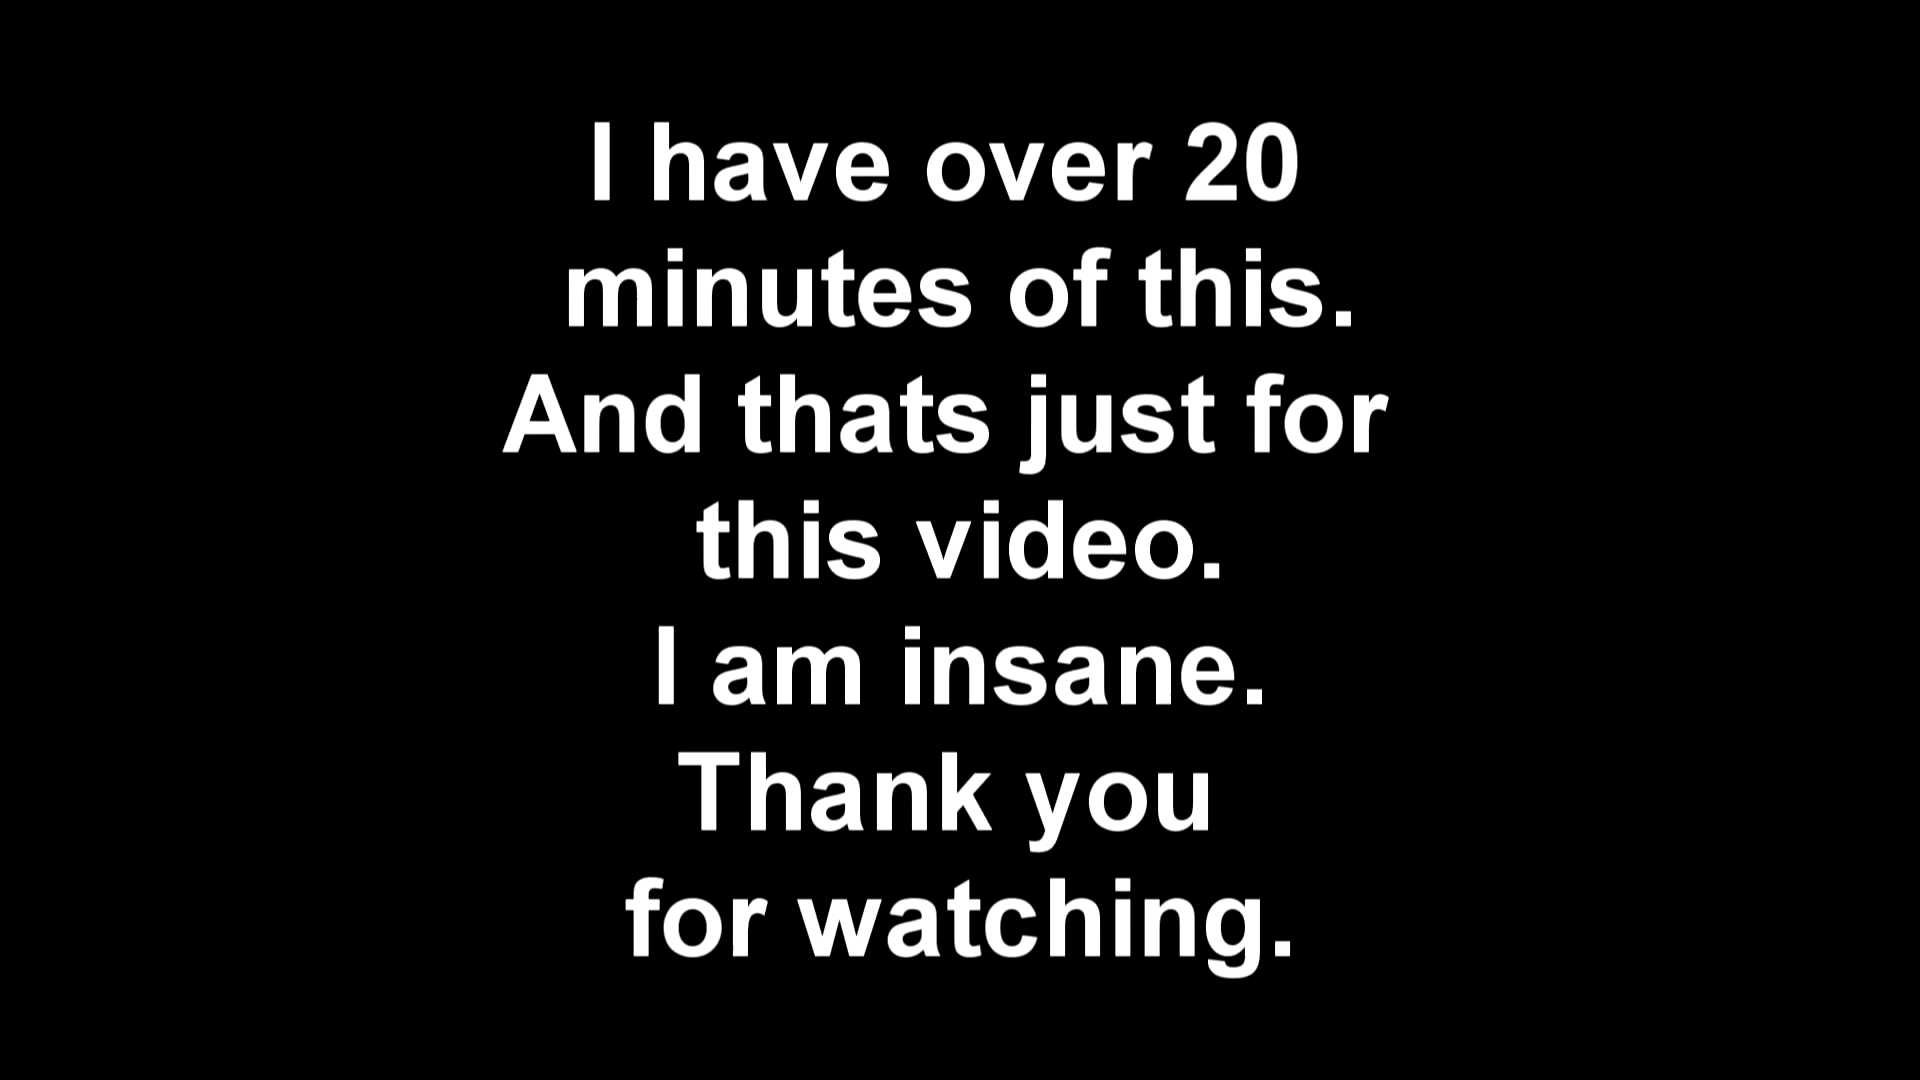 I have over 20
minutes of this.
And thats just for
this video.
I am insane.
Thank you
for watching.